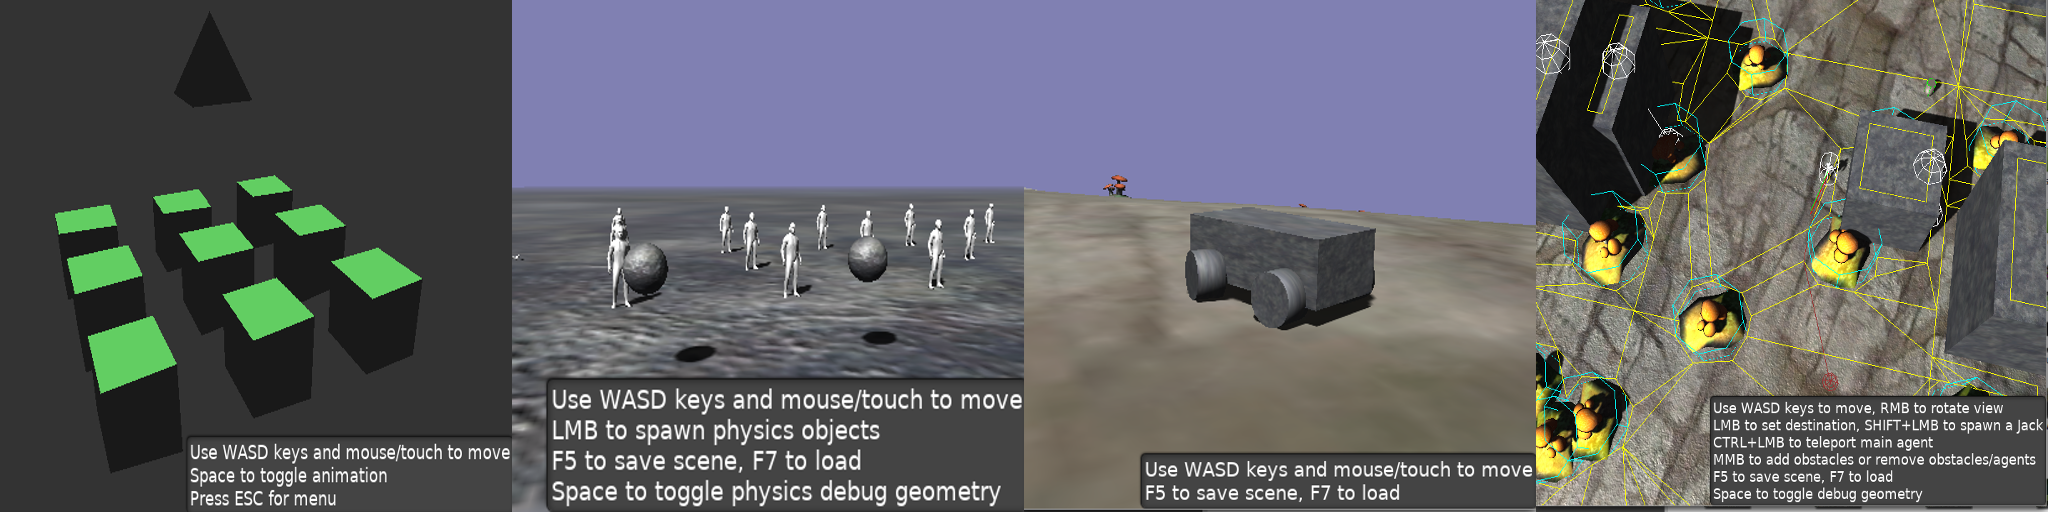 Use WASD keys and mouse/touch to move
Space to toggle animation
Press ESC for menu
Use WASD keys and mouse/touch to move
LMB to spawn physics objects
F5 to save scene, F7 to load
Space to toggle physics debug geometry
Use WASD keys and mouse/touch to move
F5 to save scene, F7 to load
Use WASD keys to move, RMB to rotate view
LMB to set destination, SHIFT+LMB to spawn a Jack
CTRL+LMB to teleport main agent
MMB to add obstacles or remove obstacles/agents
F5 to save scene, F7 to load
Space to toggle debug geometry